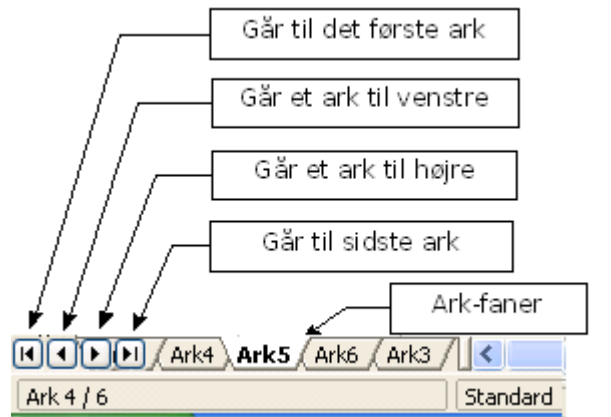 Går til det første ark
Går et ark til venstre
Går et ark til højre
Går til sidste ark
Ark-faner
Ark4 Ark5 Ark6 Ark3
Ark 4 / 6 Standard